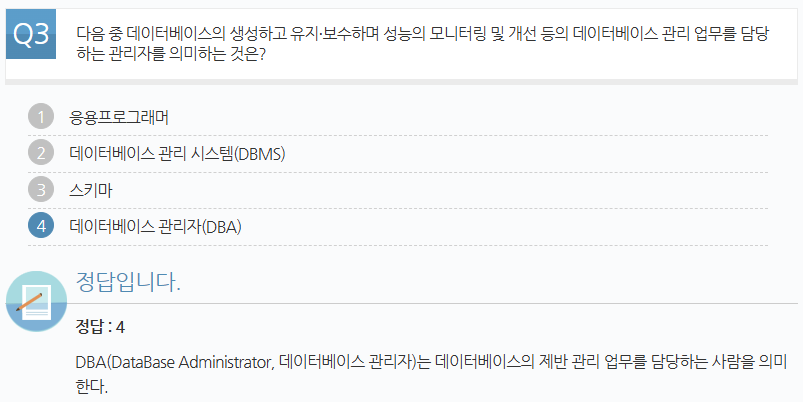 Q3
다음 중 데이터베이스의 생성하고 유지·보수하며 성능의 모니터링 및 개선 등의 데이터베이스 관리 업무를 담당
하는 관리자를 의미하는 것은?
1 응용프로그래머
2 데이터베이스 관리 시스템(DBMS)
3 스키마
4 데이터베이스 관리자(DBA)
정답입니다.
정답 : 4
DBA(DataBase Administrator, 데이터베이스 관리자)는 데이터베이스의 제반 관리 업무를 담당하는 사람을 의미
한다.